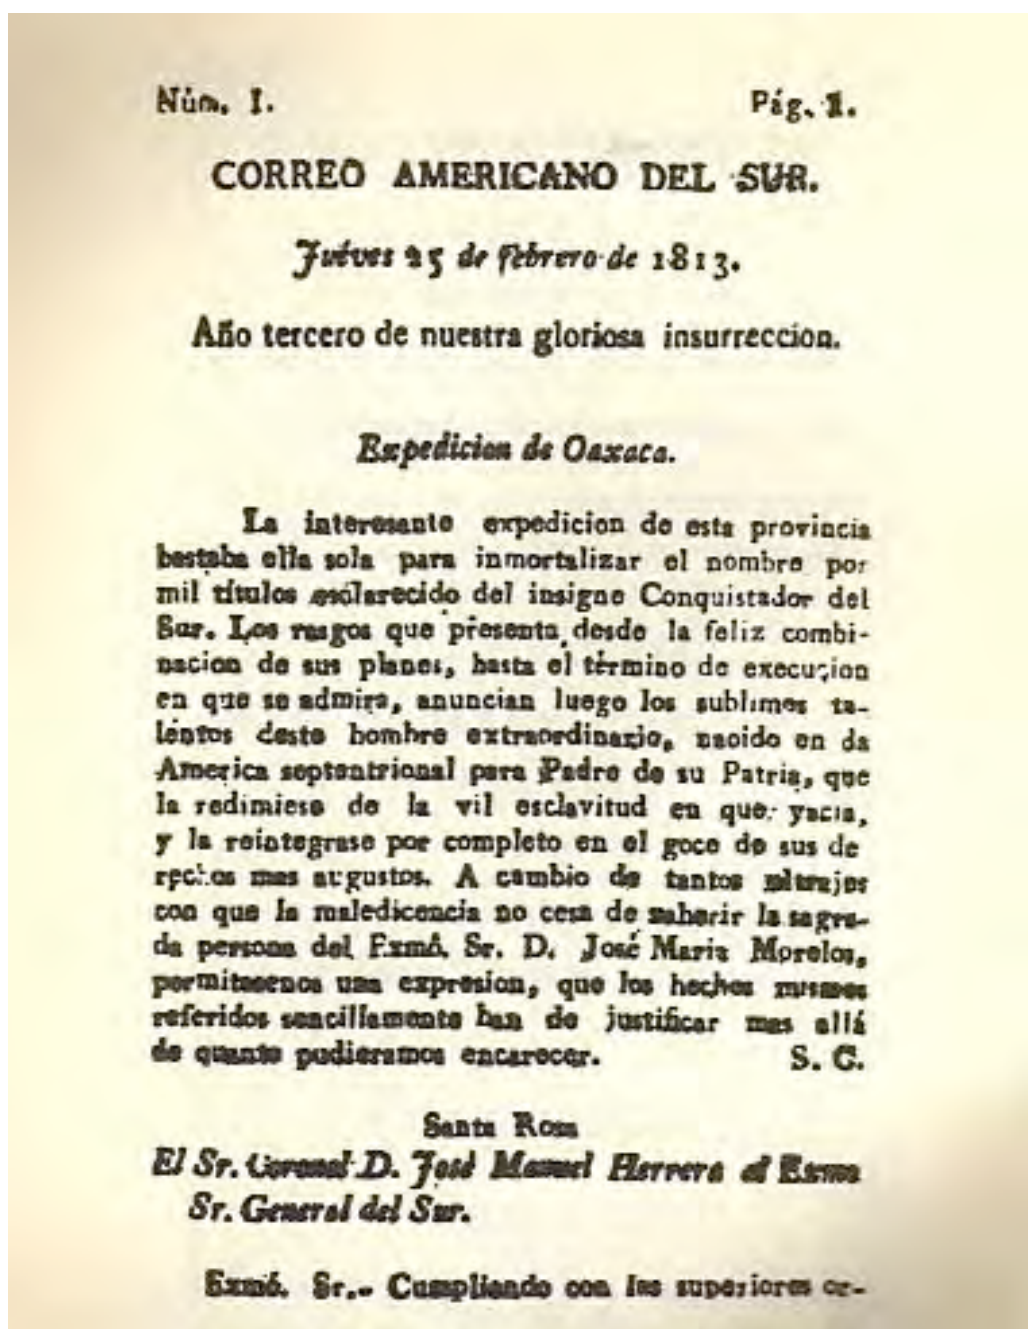 Núm. I. Pág. 1.
CORREO AMERICANO DEL SUR.
Juéves 25 de febrero de 1813.
Año tercero de nuestra gloriosa insurreccion.
Expedicion de Oaxaca.
La interesante expedicion de esta provincia
bastaba ella sola para inmortalizar el nombre por
mil títulos esclarecido del insigne Conquistador del
Sur. Los rasgos que presenta desde la feliz combi-
nacion de sus planes, hasta el término de execucion
en que se admira, anuncian luego los sublimes ta-
lentos deste hombre extraordinario, nacido en da
America septentrional para Padre de su Patria, que
la redimiese de la vil esclavitud en que yacia,
y la reintegrase por completo en el goce de sus de
rechos mas augustos. A cambio de tantos ultrajes
con que la maledicencia no cesa de zaherir la sagra-
da persona del Exmô. Sr. D. José Maria Morelos,
permitasenos una expresion, que los hechos mismos
referidos sencillamente han de justificar mas allá
de quanto pudieramos encarecer. S. C.
Santa Rosa
El Sr. Coronel D. José Manuel Herrera al Exmo
Sr. General del Sur.
Exmô. Sr.- Cumpliendo con las superiores or-